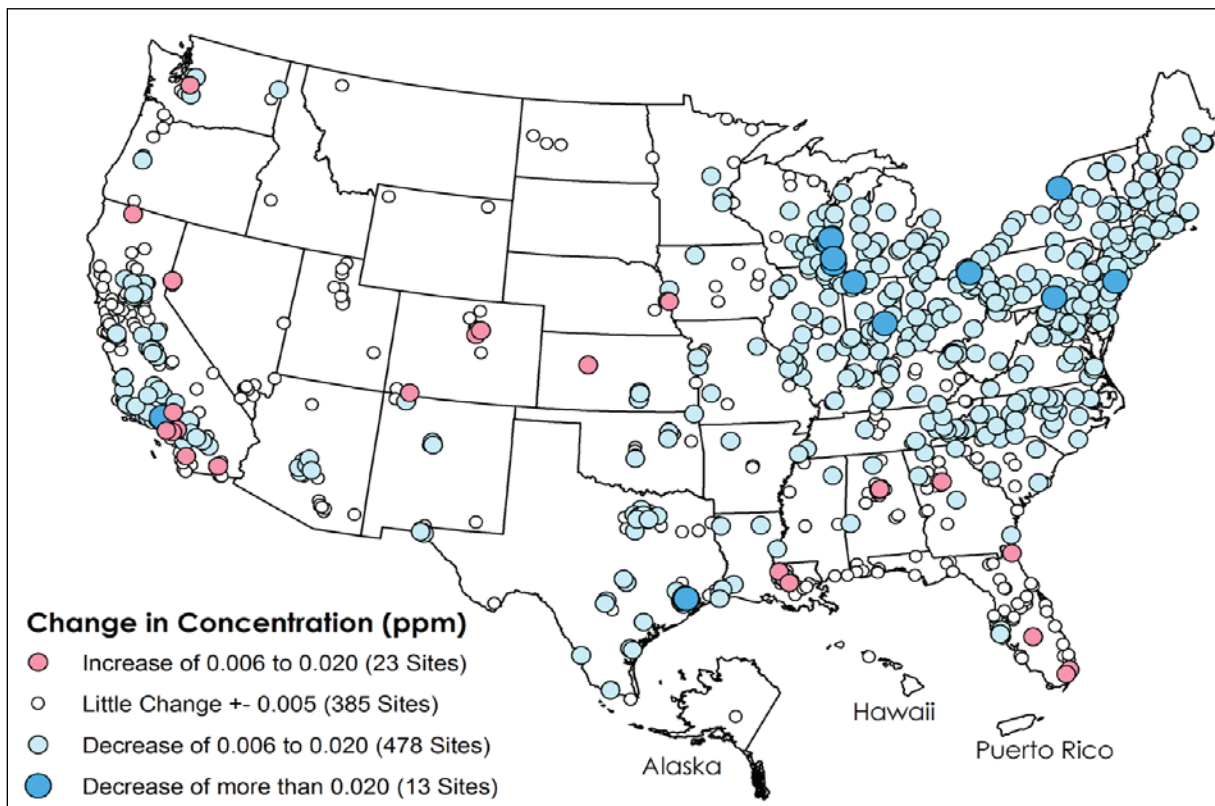 Change in Concentration (ppm)
Increase of 0.006 to 0.020 (23 Sites)
Little Change +- 0.005 (385 Sites)
Decrease of 0.006 to 0.020 (478 Sites)
Decrease of more than 0.020 (13 Sites)
Alaska
Hawaii
Puerto Rico